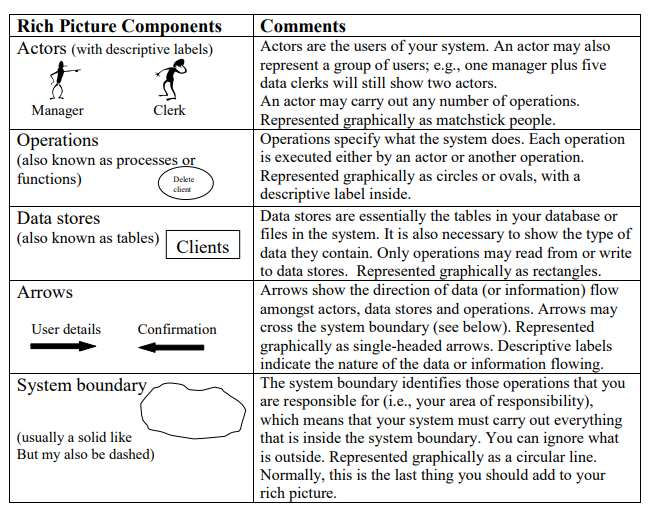 Rich Picture Components
Comments
Actors (with descriptive labels)
Manager
Clerk
Actors are the users of your system. An actor may also
represent a group of users; e.g., one manager plus five
data clerks will still show two actors.
An actor may carry out any number of operations.
Represented graphically as matchstick people.
Operations
(also known as processes or
functions)
Delete
client
Operations specify what the system does. Each operation
is executed either by an actor or another operation.
Represented graphically as circles or ovals, with a
descriptive label inside.
Data stores
(also known as tables)
Clients
Data stores are essentially the tables in your database or
files in the system. It is also necessary to show the type of
data they contain. Only operations may read from or write
to data stores.  Represented graphically as rectangles.
Arrows
User details
Confirmation
Arrows show the direction of data (or information) flow
amongst actors, data stores and operations. Arrows may
cross the system boundary (see below). Represented
graphically as single-headed arrows. Descriptive labels
indicate the nature of the data or information flowing.
System boundary
(usually a solid like
But my also be dashed)
The system boundary identifies those operations that you
are responsible for (i.e., your area of responsibility),
which means that your system must carry out everything
that is inside the system boundary. You can ignore what
is outside. Represented graphically as a circular line.
Normally, this is the last thing you should add to your
rich picture.